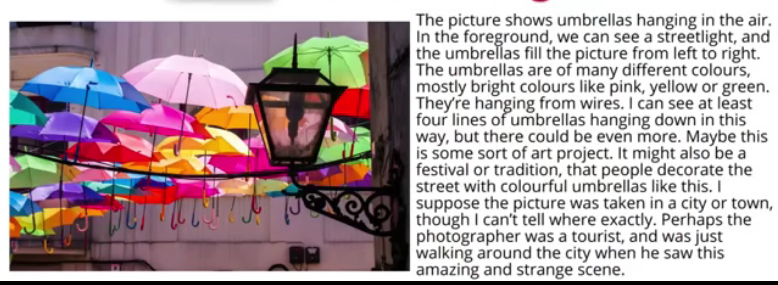 The picture shows umbrellas hanging in the air.
In the foreground, we can see a streetlight, and
the umbrellas fill the picture from left to right.
The umbrellas are of many different colours,
mostly bright colours like pink, yellow or green.
They're hanging from wires. I can see at least
four lines of umbrellas hanging down in this
way, but there could be even more. Maybe this
is some sort of art project. It might also be a
festival or tradition, that people decorate the
street with colourful umbrellas like this. I
suppose the picture was taken in a city or town,
though I can't tell where exactly. Perhaps the
photographer was a tourist, and was just
walking around the city when he saw this
amazing and strange scene.